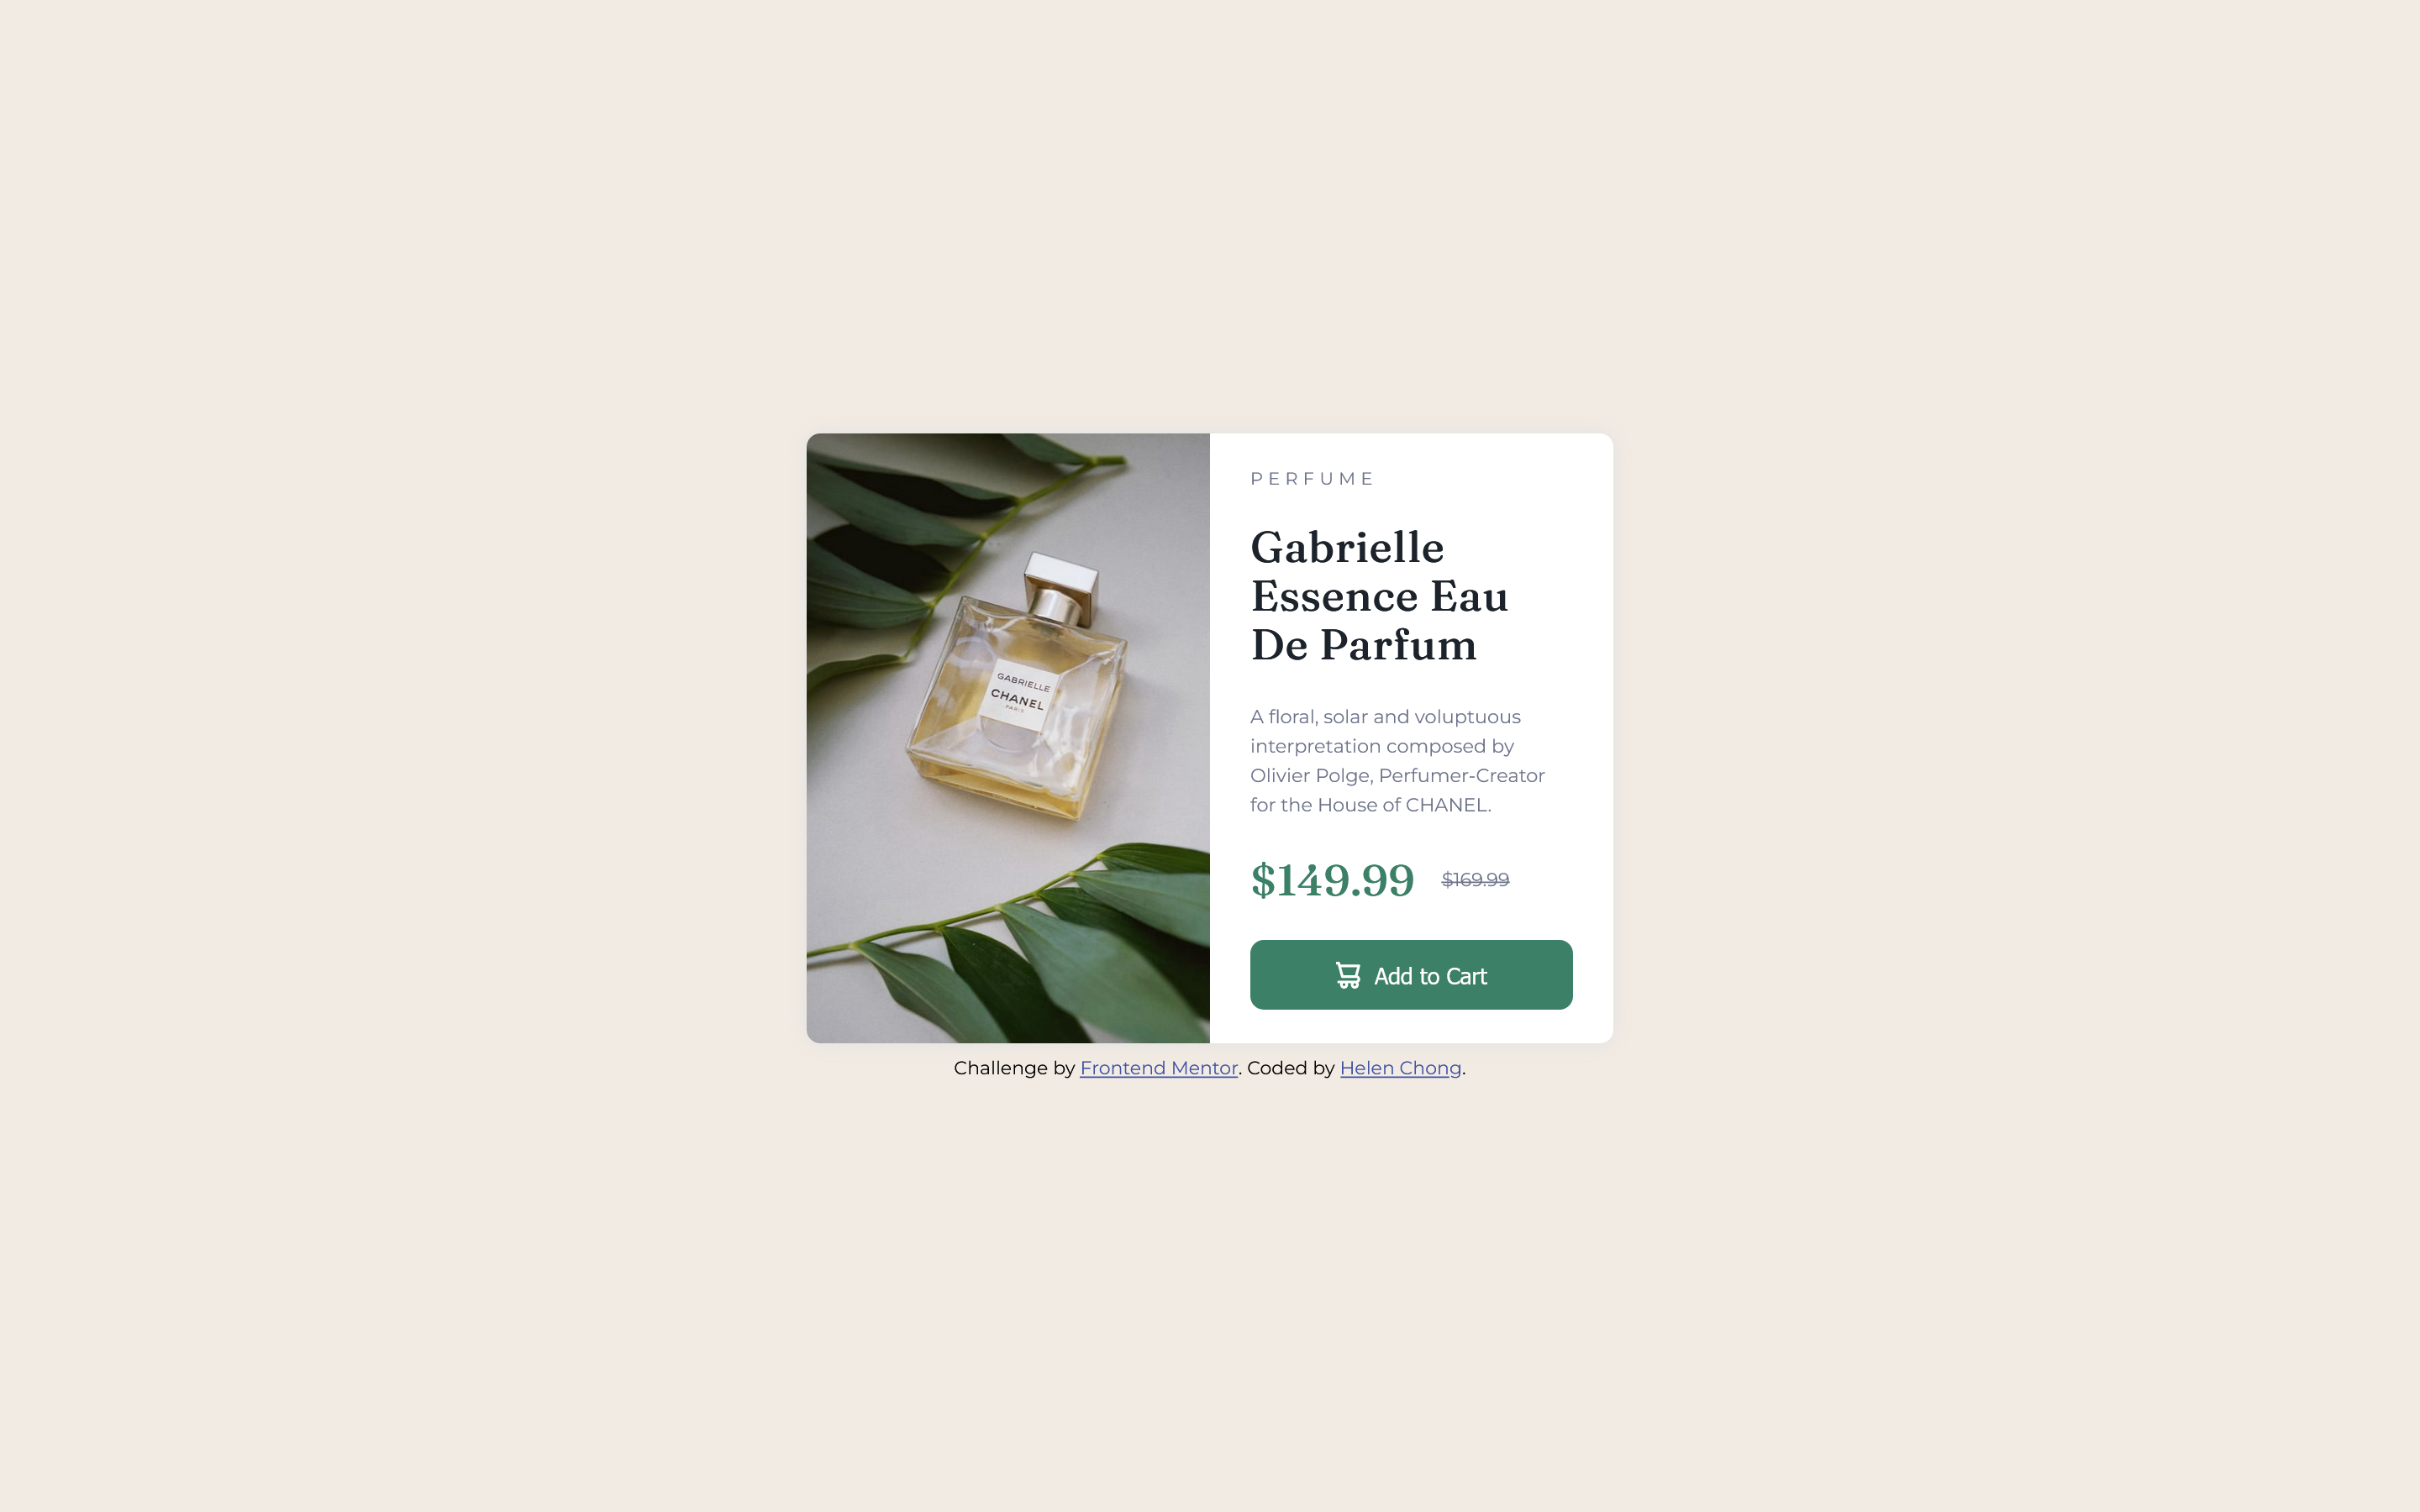 GABRIELLE
CHANEL
PARIS
PERFUME
Gabrielle
Essence Eau
De Parfum
A floral, solar and voluptuous
interpretation composed by
Olivier Polge, Perfumer-Creator
for the House of CHANEL.
$149.99 $169.99
Add to Cart
Challenge by Frontend Mentor. Coded by Helen Chong.